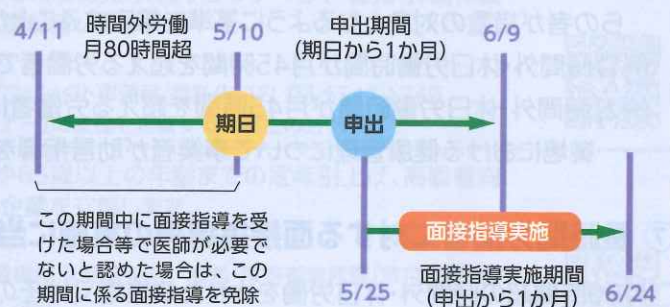 4/11
時間外労働
月80時間超
5/10
申出期間
(期日から1か月)
6/9
期日
申出
この期間中に面接指導を受
けた場合等で医師が必要で
ないと認めた場合は、この
期間に係る面接指導を免除
面接指導実施
5/25
面接指導実施期間
(申出から1か月)
6/24